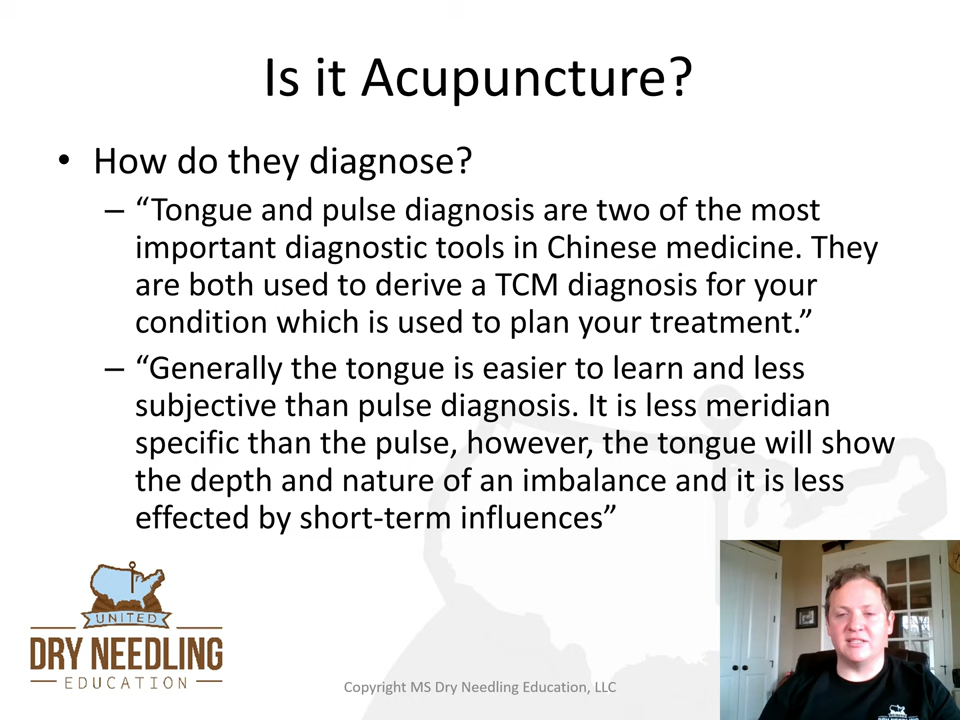 Is it Acupuncture?
• How do they diagnose?
– “Tongue and pulse diagnosis are two of the most
important diagnostic tools in Chinese medicine. They
are both used to derive a TCM diagnosis for your
condition which is used to plan your treatment.”
– “Generally the tongue is easier to learn and less
subjective than pulse diagnosis. It is less meridian
specific than the pulse, however, the tongue will show
the depth and nature of an imbalance and it is less
effected by short-term influences”
UNITED
DRY NEEDLING
EDUCATION
Copyright MS Dry Needling Education, LLC
DRY NEEDLING